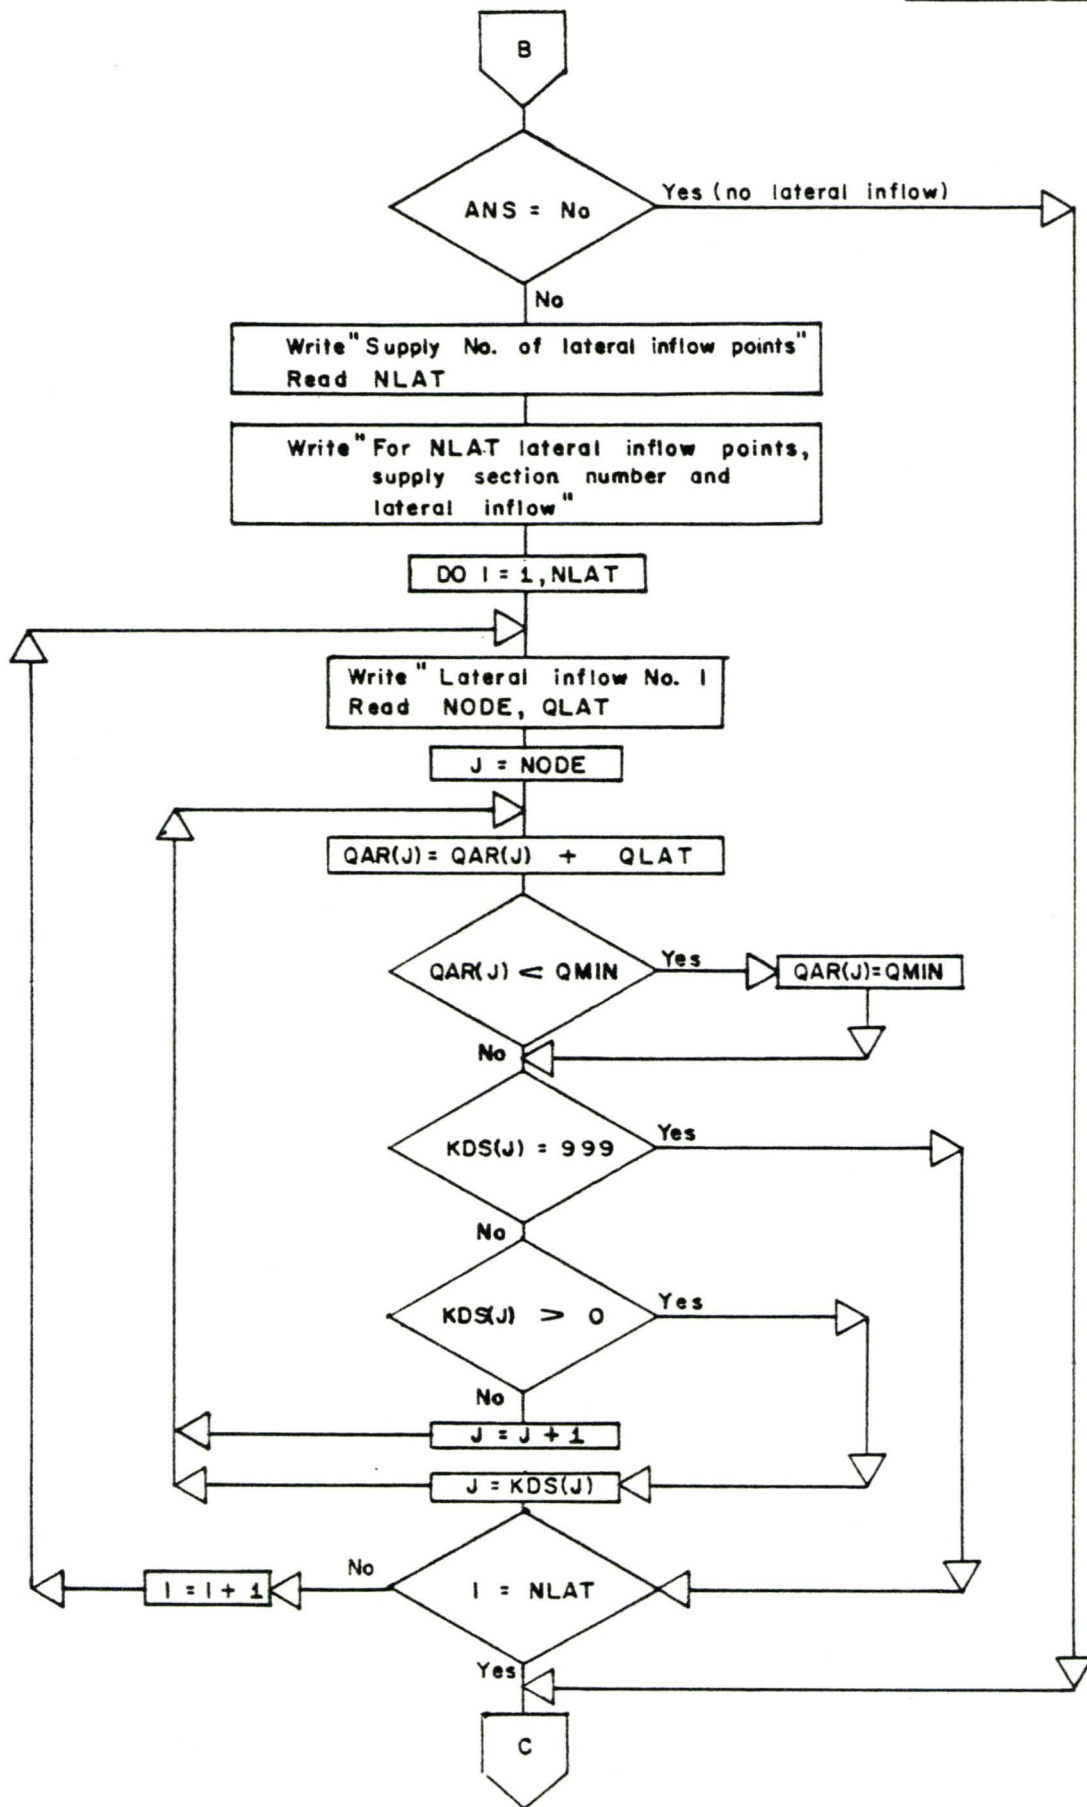 B
ANS = No
Yes (no lateral inflow)
No
Write "Supply No. of lateral inflow points"
Read NLAT
Write "For NLAT lateral inflow points,
supply section number and
lateral inflow"
DO I = 1, NLAT
Write " Lateral inflow No. I
Read NODE, QLAT
J = NODE
QAR(J) = QAR(J) + QLAT
QAR(J) < QMIN
Yes
QAR(J)=QMIN
No
KDS(J) = 999
Yes
No
KDS(J) > 0
Yes
No
J = J + 1
J = KDS(J)
I = NLAT
No
I = I + 1
Yes
C